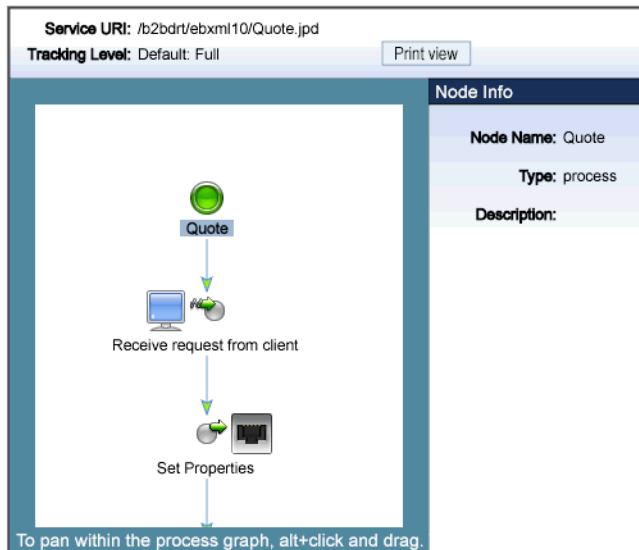 Service URI: /b2bdrt/ebxml10/Quote.jpd
Tracking Level: Default: Full
Print view
Node Info
Node Name: Quote
Type: process
Description:
Quote
Receive request from client
Set Properties
To pan within the process graph, alt+click and drag.